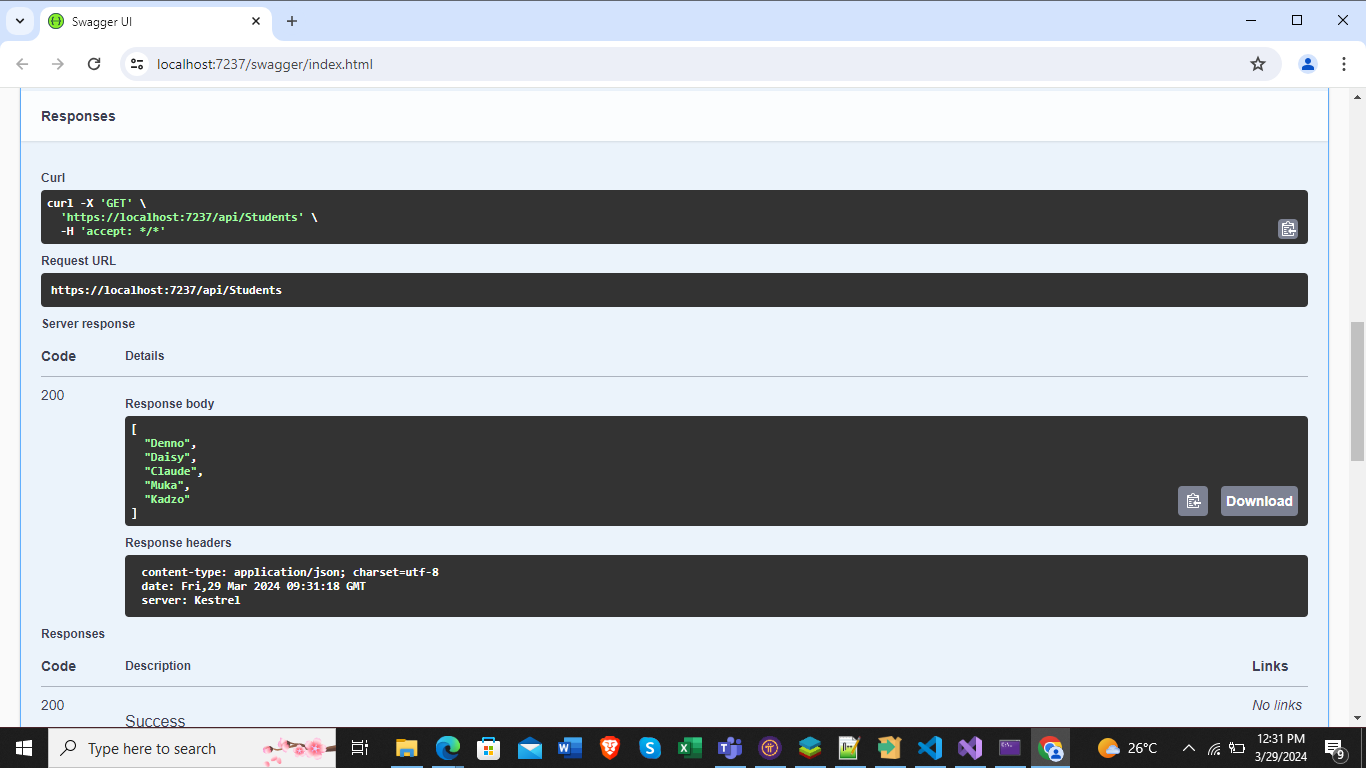 Swagger UI
localhost:7237/swagger/index.html
Responses
Curl
curl -X 'GET' \
'https://localhost:7237/api/Students' \
-H 'accept: */*'
Request URL
https://localhost:7237/api/Students
Server response
Code Details
200
Response body
[
"Denno",
"Daisy",
"Claude",
"Muka",
"Kadzo"
]
Download
Response headers
content-type: application/json; charset=utf-8
date: Fri,29 Mar 2024 09:31:18 GMT
server: Kestrel
Responses
Code Description Links
200 No links
Success
Type here to search
26°C
12:31 PM
3/29/2024
9